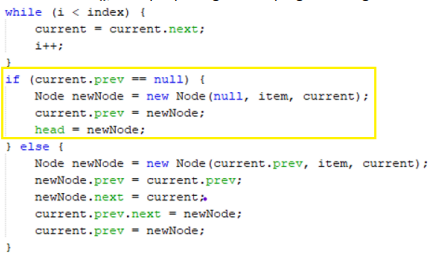 while (i < index) {
current = current.next;
i++;
}
if (current.prev == null) {
Node newNode = new Node(null, item, current);
current.prev = newNode;
head = newNode;
} else {
Node newNode = new Node(current.prev, item, current);
newNode.prev = current.prev;
newNode.next = current;
current.prev.next = newNode;
current.prev = newNode;
}